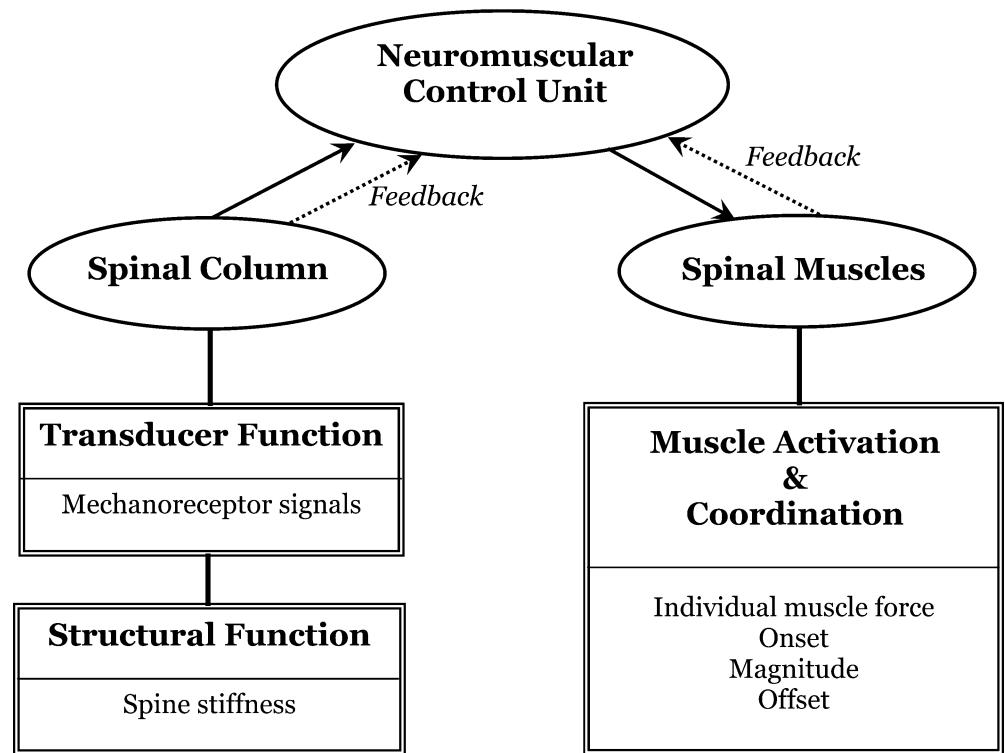 Neuromuscular
Control Unit
Feedback
Feedback
Spinal Column
Spinal Muscles
Transducer Function
Mechanoreceptor signals
Structural Function
Spine stiffness
Muscle Activation
&
Coordination
Individual muscle force
Onset
Magnitude
Offset